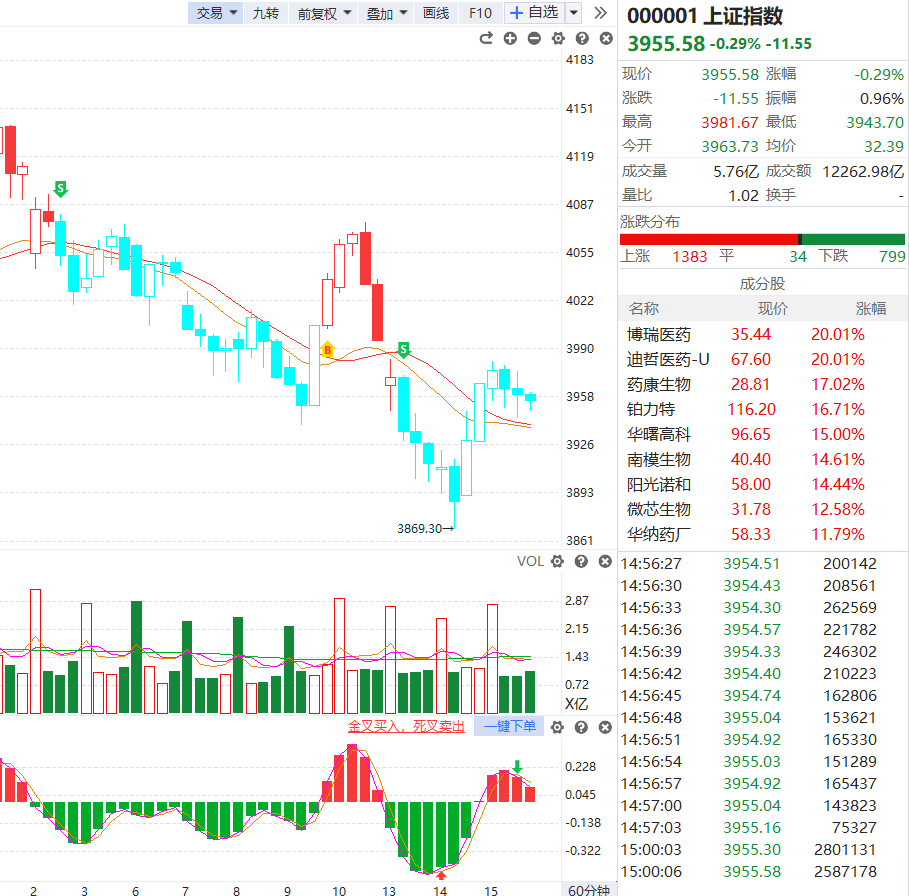 交易 九转 前复权 叠加 画线 F10 + 自选
000001 上证指数
3955.58 -0.29% -11.55
现价 3955.58 涨幅 -0.29%
涨跌 -11.55 振幅 0.96%
最高 3981.67 最低 3943.70
今开 3963.73 均价 32.39
成交量 5.76亿 成交额 12262.98亿
量比 1.02 换手 -
涨跌分布
上涨 1383 平 34 下跌 799
成分股
名称 现价 涨幅
博瑞医药 35.44 20.01%
迪哲医药-U 67.60 20.01%
药康生物 28.81 17.02%
铂力特 116.20 16.71%
华曙高科 96.65 15.00%
南模生物 40.40 14.61%
阳光诺和 58.00 14.44%
微芯生物 31.78 12.58%
华纳药厂 58.33 11.79%
14:56:27 3954.51 200142
14:56:30 3954.43 208561
14:56:33 3954.30 262569
14:56:36 3954.57 221782
14:56:39 3954.33 246302
14:56:42 3954.40 210223
14:56:45 3954.74 162806
14:56:48 3955.04 153621
14:56:51 3954.92 165330
14:56:54 3955.03 151289
14:56:57 3954.92 165437
14:57:00 3955.04 143823
14:57:03 3955.16 75327
15:00:03 3955.30 2801131
15:00:06 3955.58 2587178
4183
4151
4119
4087
4055
4022
3990
3958
3926
3893
3861
S
B
S
3869.30→
VOL
2.87
2.15
1.43
0.72
X亿
金叉买入，死叉卖出 一键下单
0.228
0.045
-0.138
-0.322
2 3 6 7 8 9 10 13 14 15 60分钟